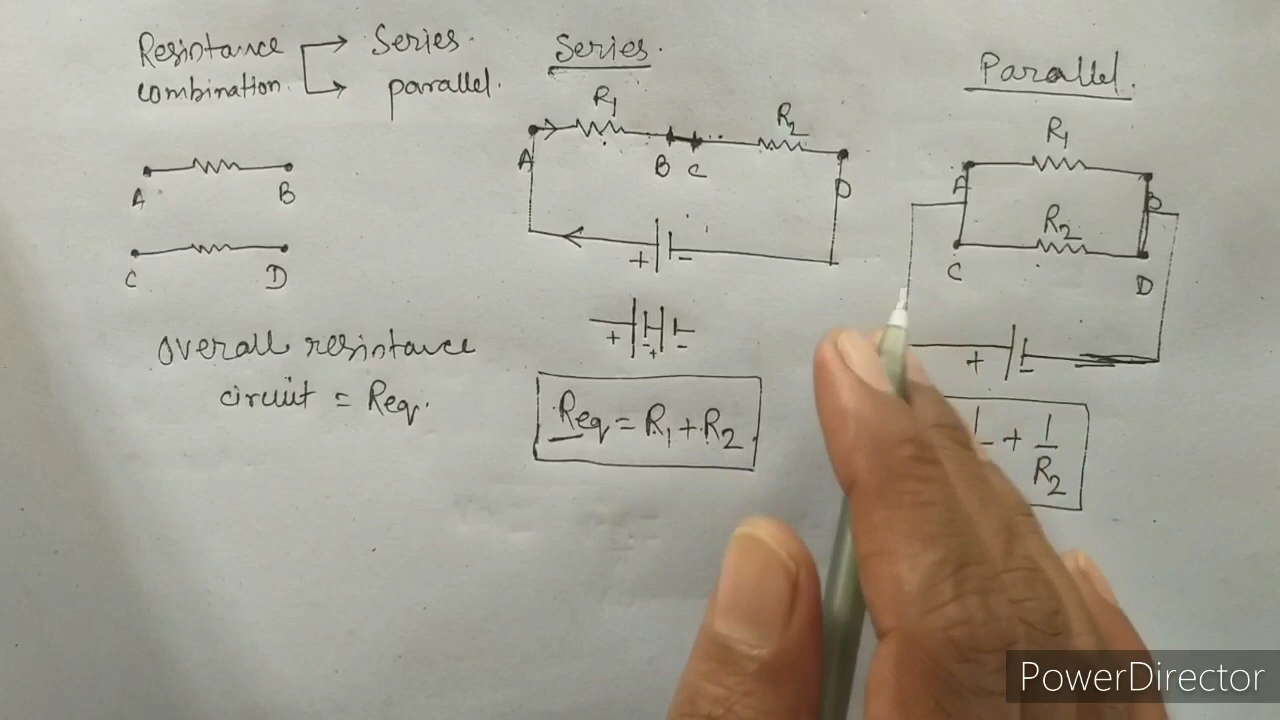 Resistance
combination.
Series.
parallel.
A
B
C
D
overall resistance
circuit = Req.
Series.
R1
R2
A
B
C
D
+ -
+ - + -
Req = R1 + R2
Parallel.
R1
A
R2
C
D
+ -
+ 1/R2
PowerDirector